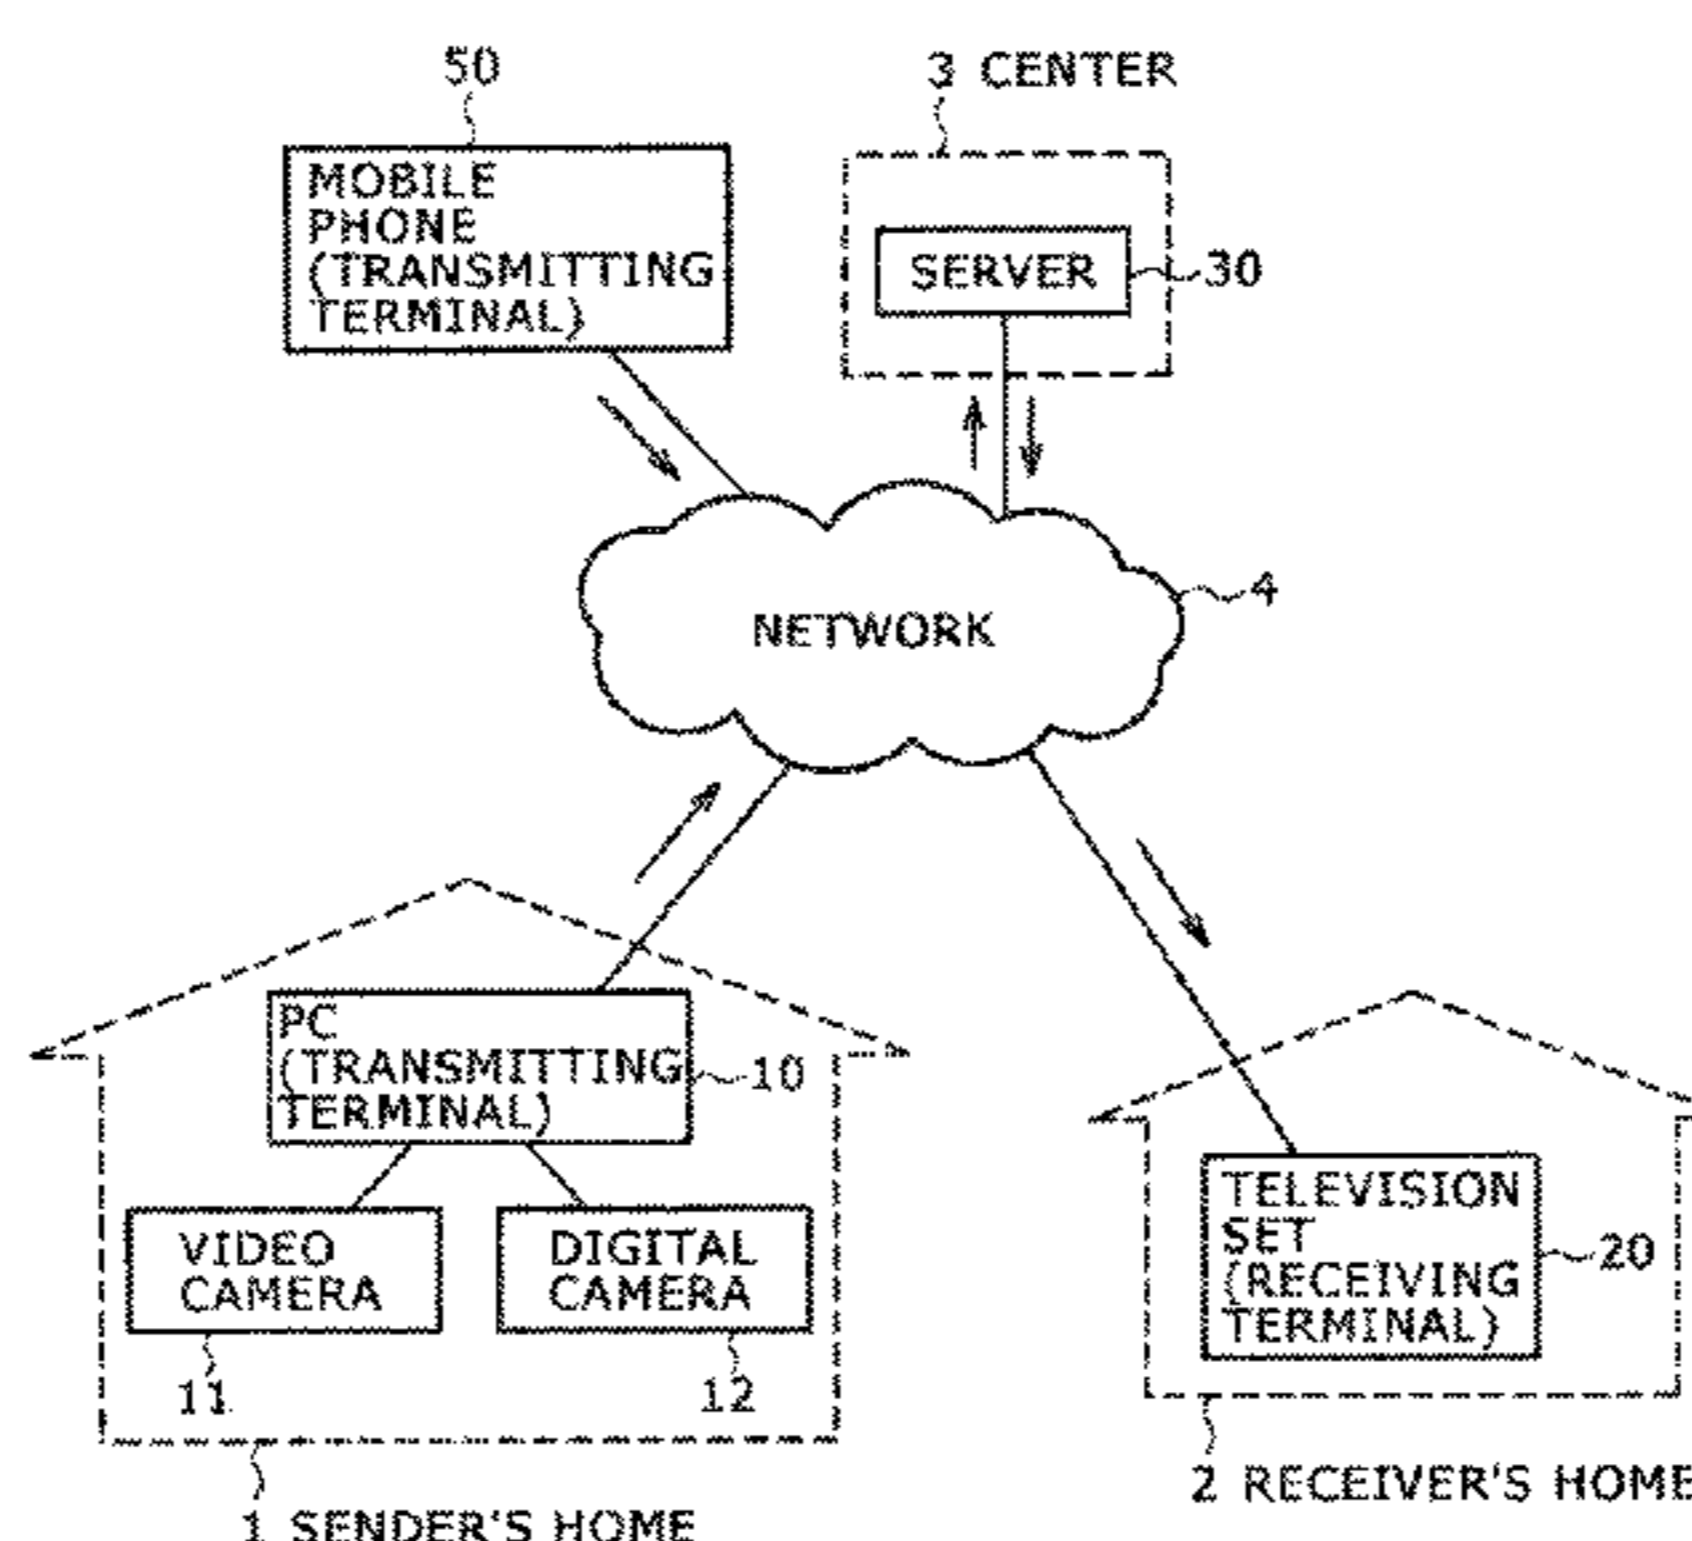 50
3 CENTER
MOBILE
PHONE
(TRANSMITTING
TERMINAL)
SERVER
30
4
NETWORK
PC
(TRANSMITTING
TERMINAL)
10
VIDEO
CAMERA
DIGITAL
CAMERA
11
12
TELEVISION
SET
(RECEIVING
TERMINAL)
20
2 RECEIVER'S HOME
1 SENDER'S HOME